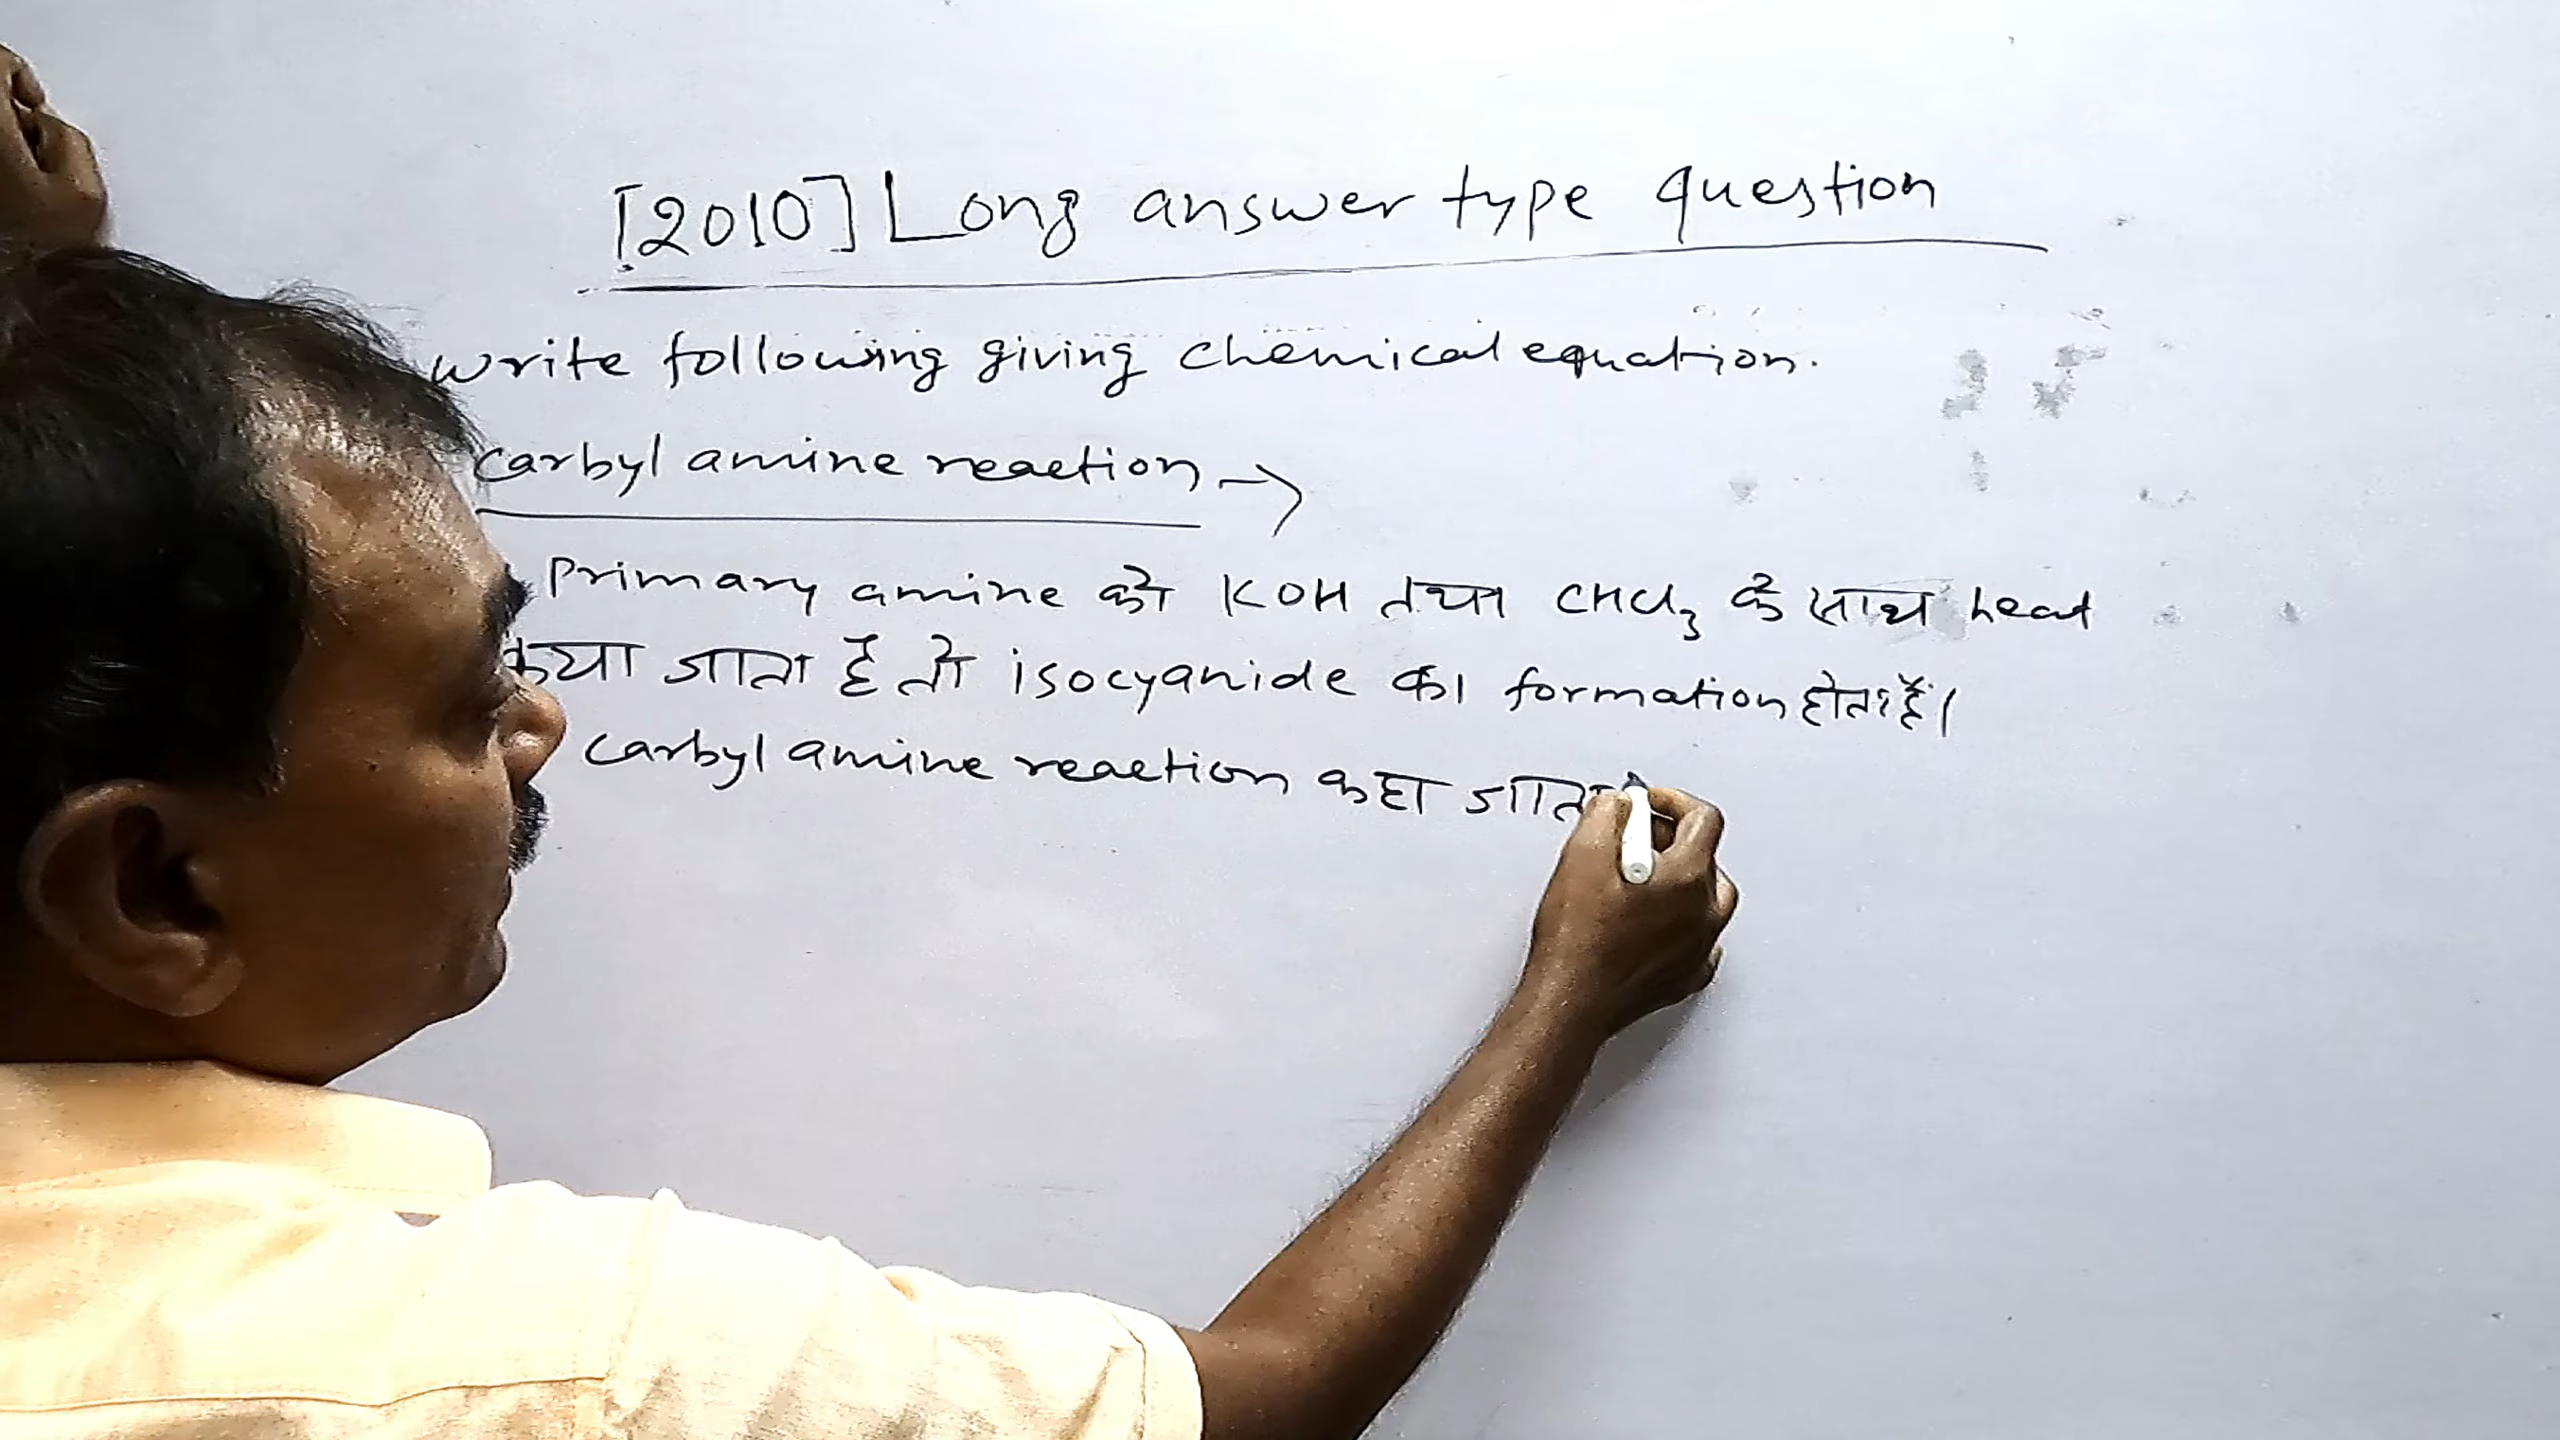 [2010] Long answer type question
write following giving chemical equation.
carbyl amine reaction →
Primary amine को KOH तथा CHCl₃ के साथ heat
जाता है तो isocyanide का formation होता है।
carbyl amine reaction कहा